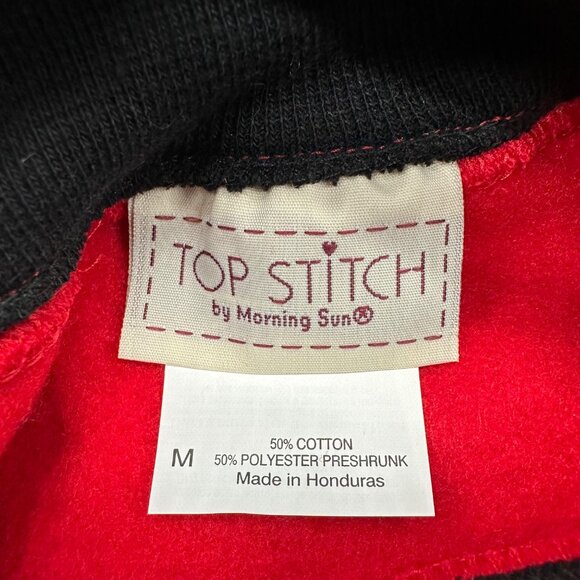 TOP STiTCH
by Morning Sun®
M
50% COTTON
50% POLYESTER PRESHRUNK
Made in Honduras